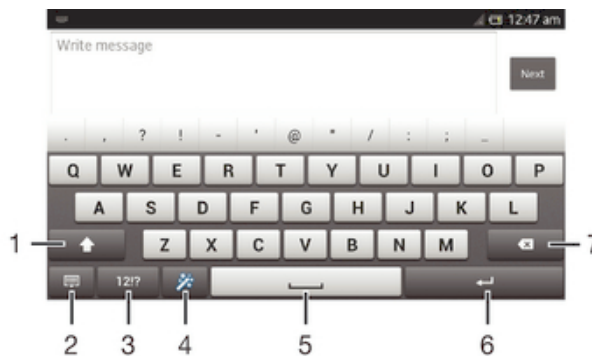 12:47 am
Write message
Next
. , ? ! - ' @ " / : ; _
Q W E R T Y U I O P
A S D F G H J K L
1 Z X C V B N M 7
12!?
2 3 4 5 6